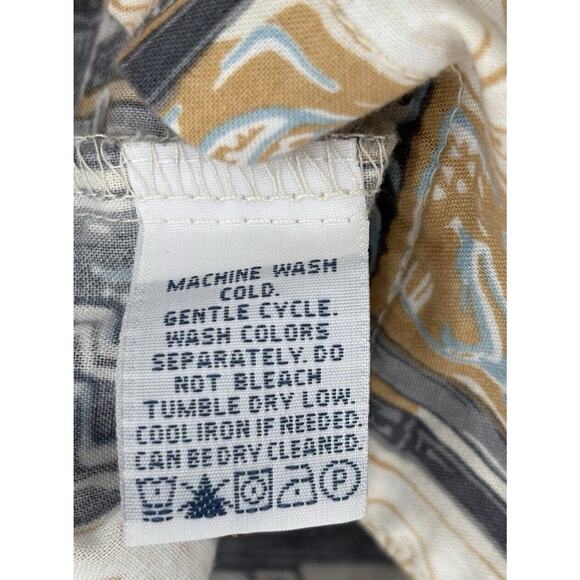 MACHINE WASH
COLD.
GENTLE CYCLE.
WASH COLORS
SEPARATELY. DO
NOT BLEACH
TUMBLE DRY LOW.
COOL IRON IF NEEDED.
CAN BE DRY CLEANED.
P